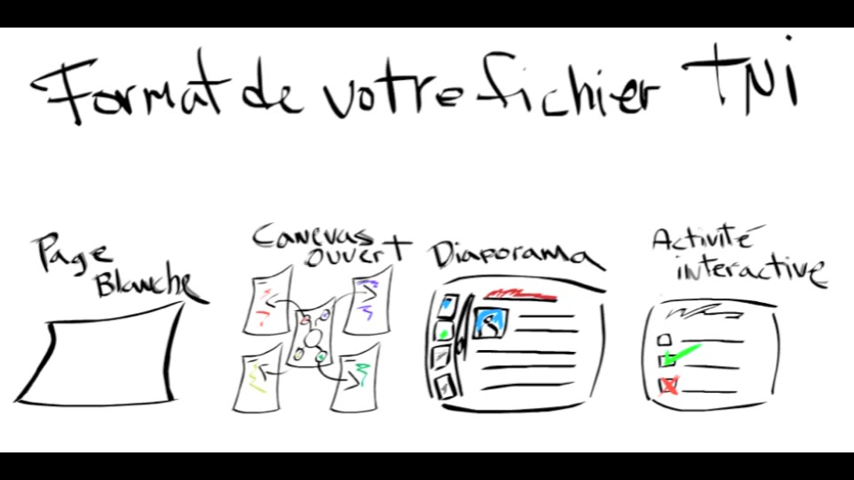 Format de votre fichier TNi
Page
Blanche
Canevas
Ouvert
Diaporama
Activité
interactive